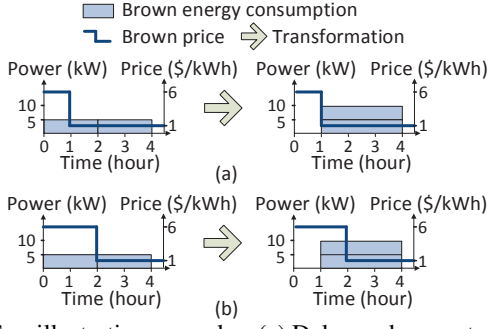 Brown energy consumption
Brown price
Transformation
Power (kW) Price ($/kWh) Power (kW) Price ($/kWh)
6 6
10 10
5 1 5 1
0 1 2 3 4 0 1 2 3 4
Time (hour) Time (hour)
(a)
Power (kW) Price ($/kWh) Power (kW) Price ($/kWh)
6 6
10 10
5 1 5 1
0 1 2 3 4 0 1 2 3 4
Time (hour) Time (hour)
(b)